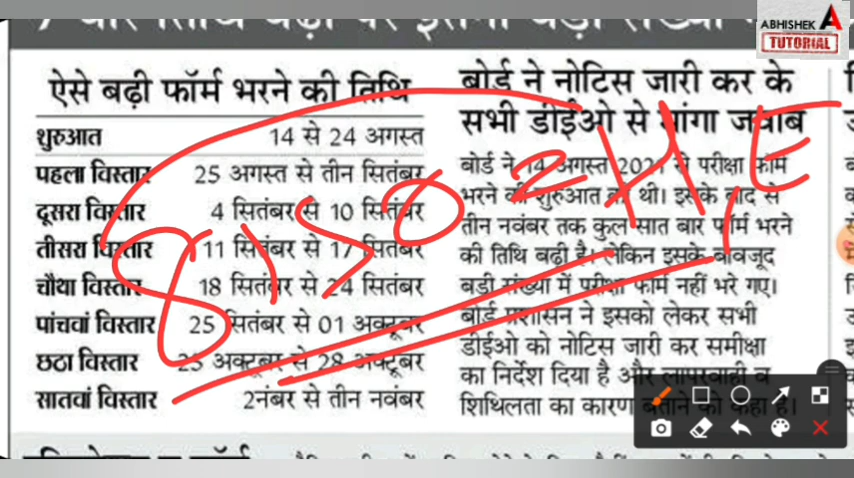 ABHISHEK A
TUTORIAL
ऐसे बढ़ी फॉर्म भरने की तिथि
शुरुआत 14 से 24 अगस्त
पहला विस्तार 25 अगस्त से तीन सितंबर
दूसरा विस्तार 4 सितंबर से 10 सितंबर
तीसरा विस्तार 11 सितंबर से 17 सितंबर
चौथा विस्तार 18 सितंबर से 24 सितंबर
पांचवां विस्तार 25 सितंबर से 01 अक्टूबर
छठा विस्तार 25 अक्टूबर से 28 अक्टूबर
सातवां विस्तार 2नंबर से तीन नवंबर
बोर्ड ने नोटिस जारी कर के
सभी डीईओ से मांगा जवाब
बोर्ड ने 14 अगस्त 2021 से परीक्षा फॉर्म
भरने की शुरुआत की थी। इसके बाद से
तीन नवंबर तक कुल सात बार फॉर्म भरने
की तिथि बढ़ी है। लेकिन इसके बावजूद
बड़ी संख्या में परीक्षा फॉर्म नहीं भरे गए।
बोर्ड प्रशासन ने इसको लेकर सभी
डीईओ को नोटिस जारी कर समीक्षा
का निर्देश दिया है और लापरवाही व
शिथिलता का कारण बताने को कहा है।